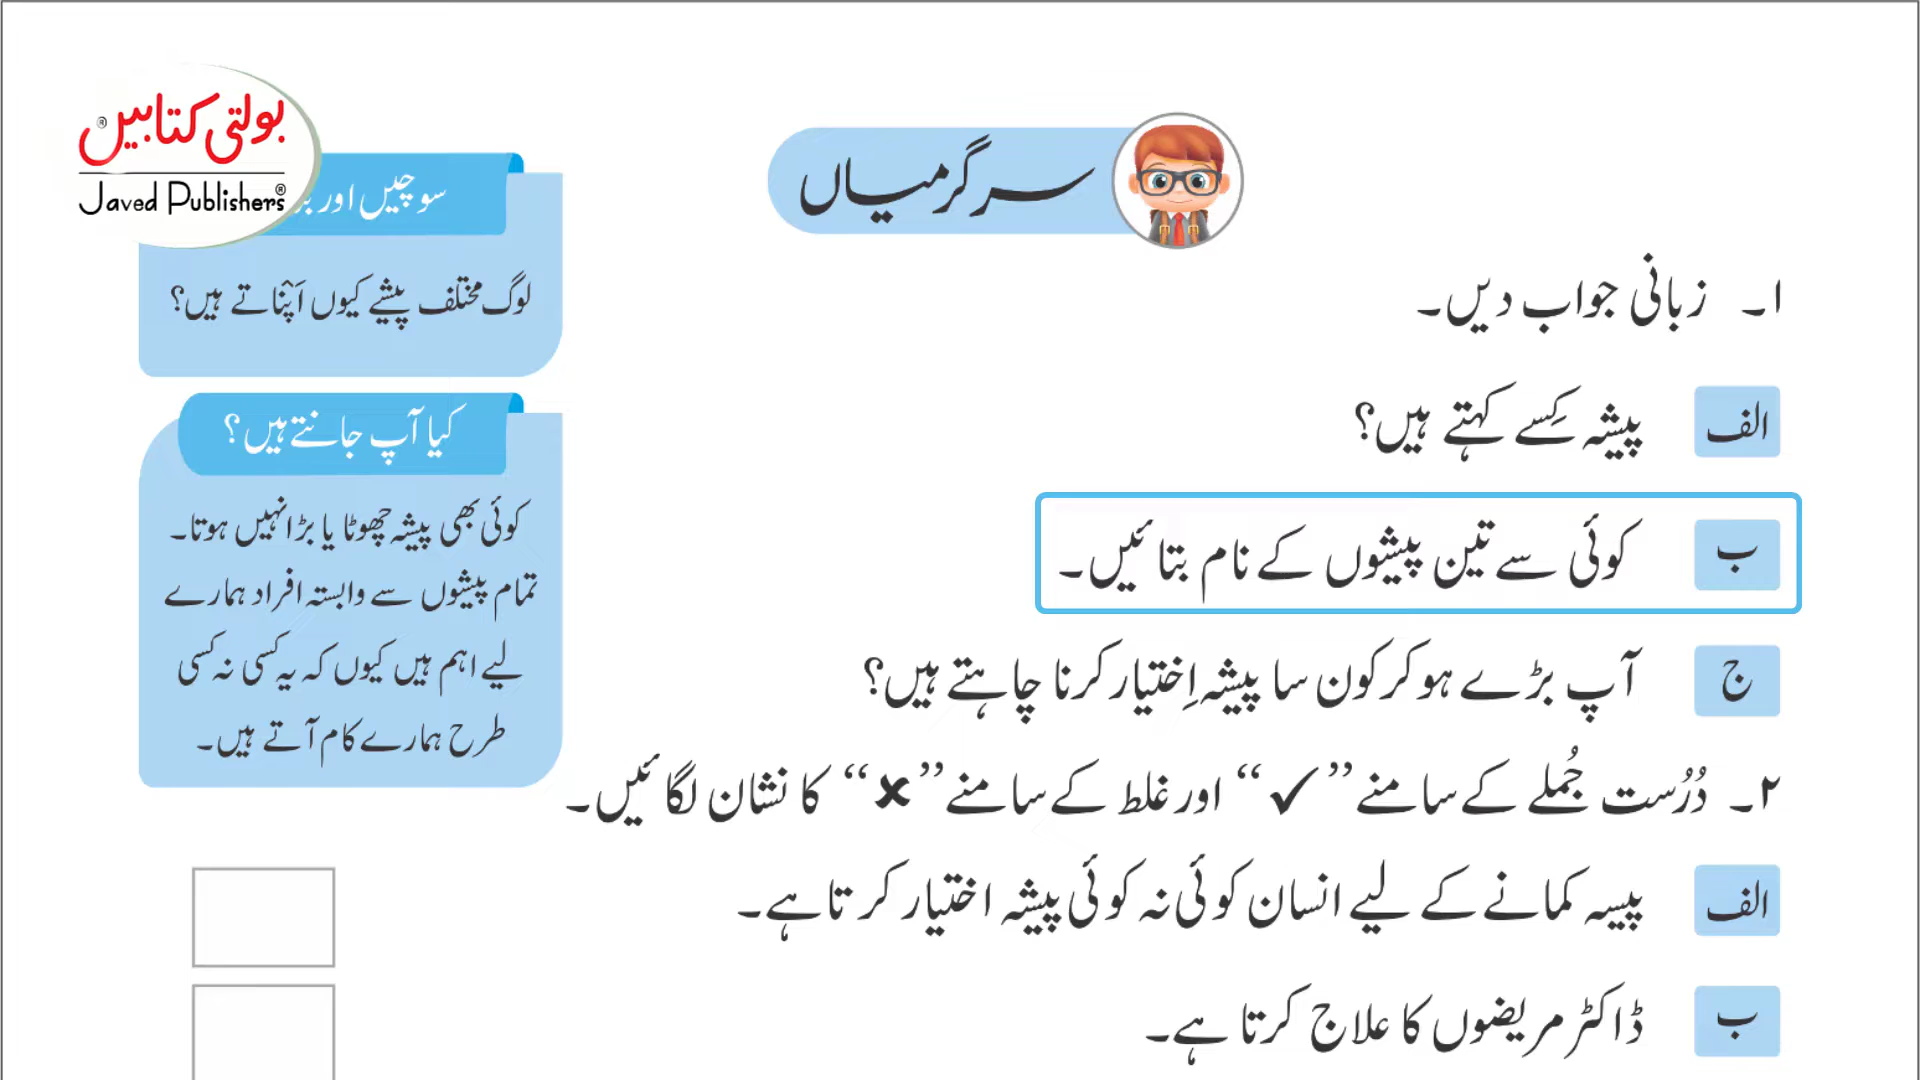 بولتی کتابیں®
Javed Publishers®
سرگرمیاں
۱۔ زبانی جواب دیں۔
الف پیشہ کِسے کہتے ہیں؟
ب کوئی سے تین پیشوں کے نام بتائیں۔
ج آپ بڑے ہو کر کون سا پیشہ اِختیار کرنا چاہتے ہیں؟
سوچیں اور
لوگ مختلف پیشے کیوں اَپناتے ہیں؟
کیا آپ جانتے ہیں؟
کوئی بھی پیشہ چھوٹا یا بڑا نہیں ہوتا۔
تمام پیشوں سے وابستہ افراد ہمارے
لیے اہم ہیں کیوں کہ یہ کسی نہ کسی
طرح ہمارے کام آتے ہیں۔
۲۔ دُرُست جُملے کے سامنے ”✓“ اور غلط کے سامنے ”✘“ کا نشان لگائیں۔
الف پیسہ کمانے کے لیے انسان کوئی نہ کوئی پیشہ اختیار کرتا ہے۔
ب ڈاکٹر مریضوں کا علاج کرتا ہے۔